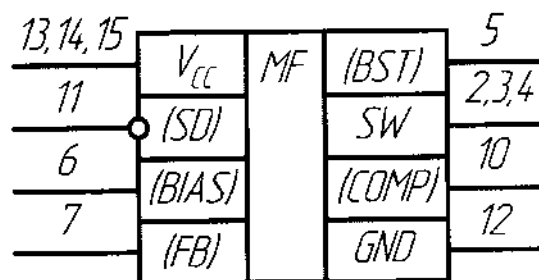 13,14,15 VCC MF (BST) 5
11 (SD) SW 2,3,4
6 (BIAS) (COMP) 10
7 (FB) GND 12